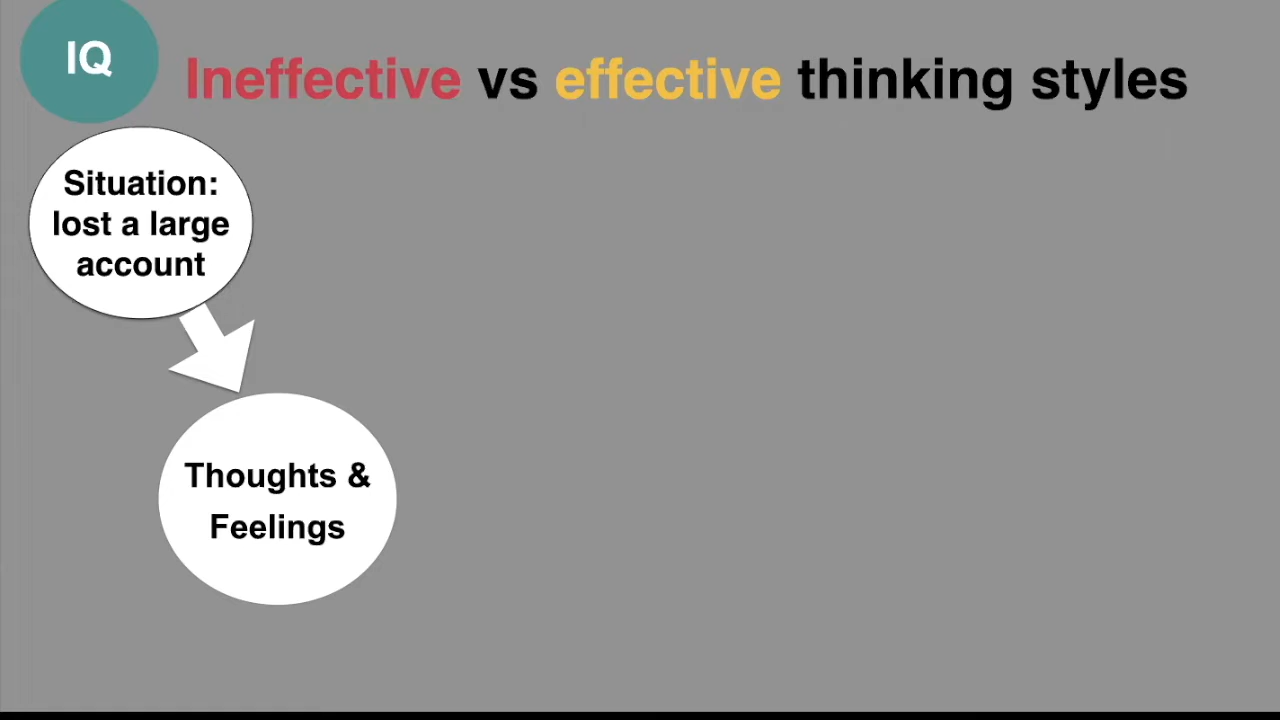 IQ
Ineffective vs effective thinking styles
Situation:
lost a large
account
Thoughts &
Feelings